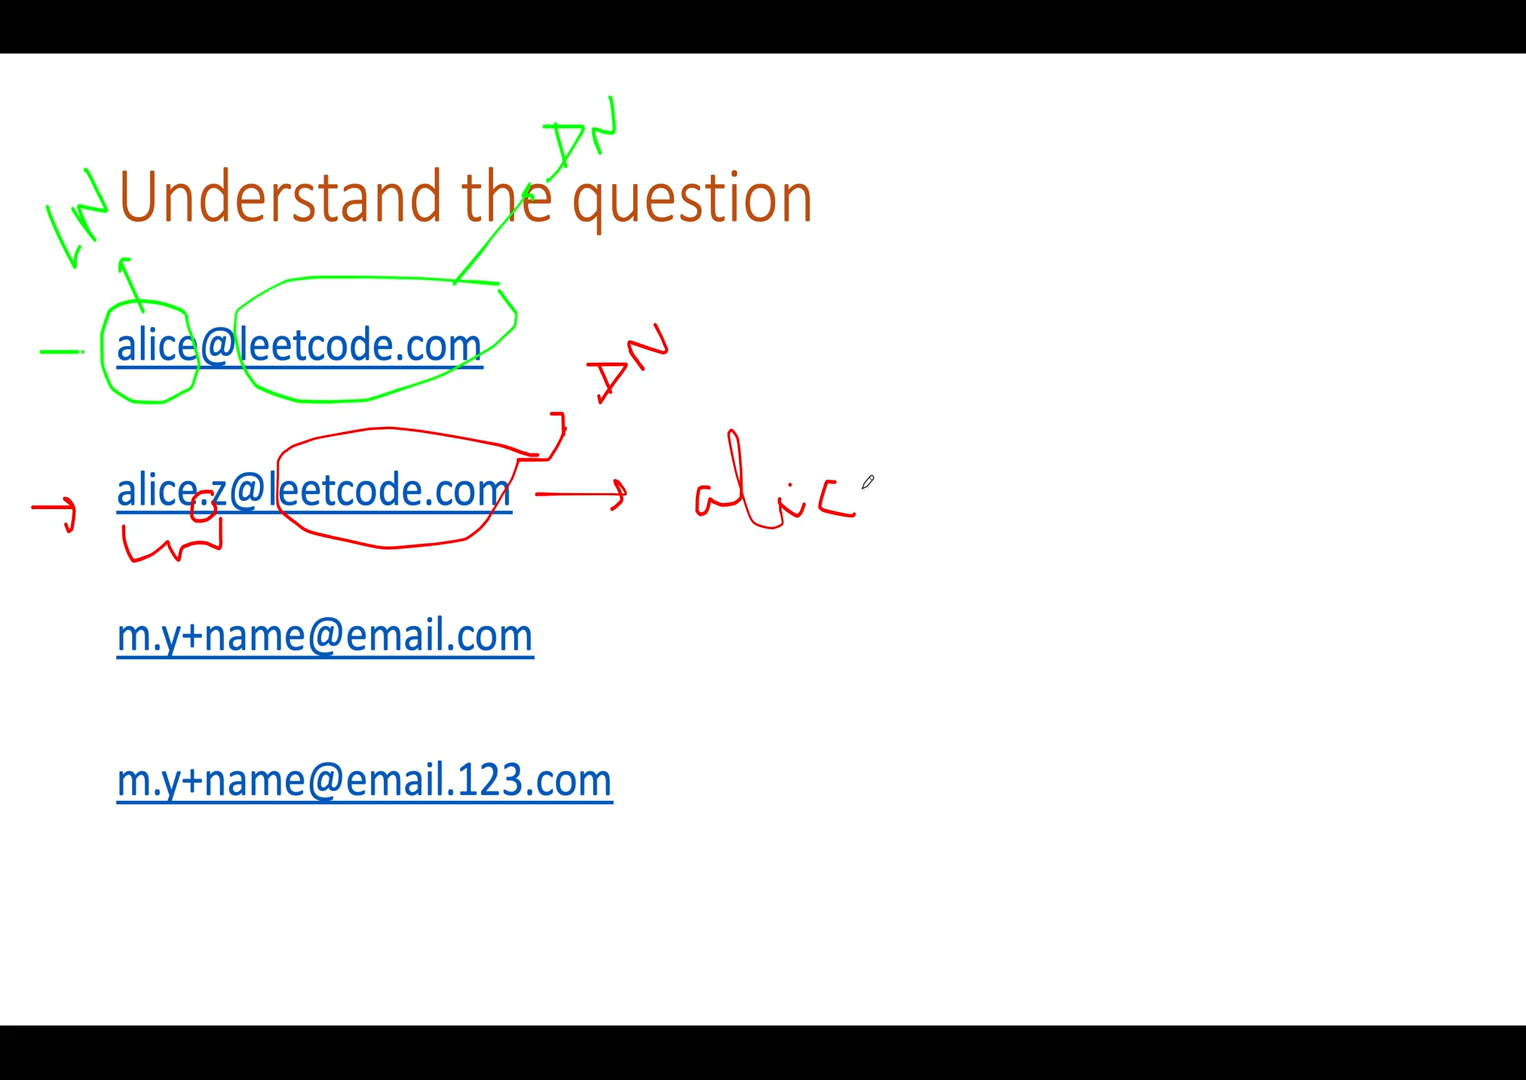 DN
LN
Understand the question
alice@leetcode.com
DN
alice.z@leetcode.com alic
m.y+name@email.com
m.y+name@email.123.com